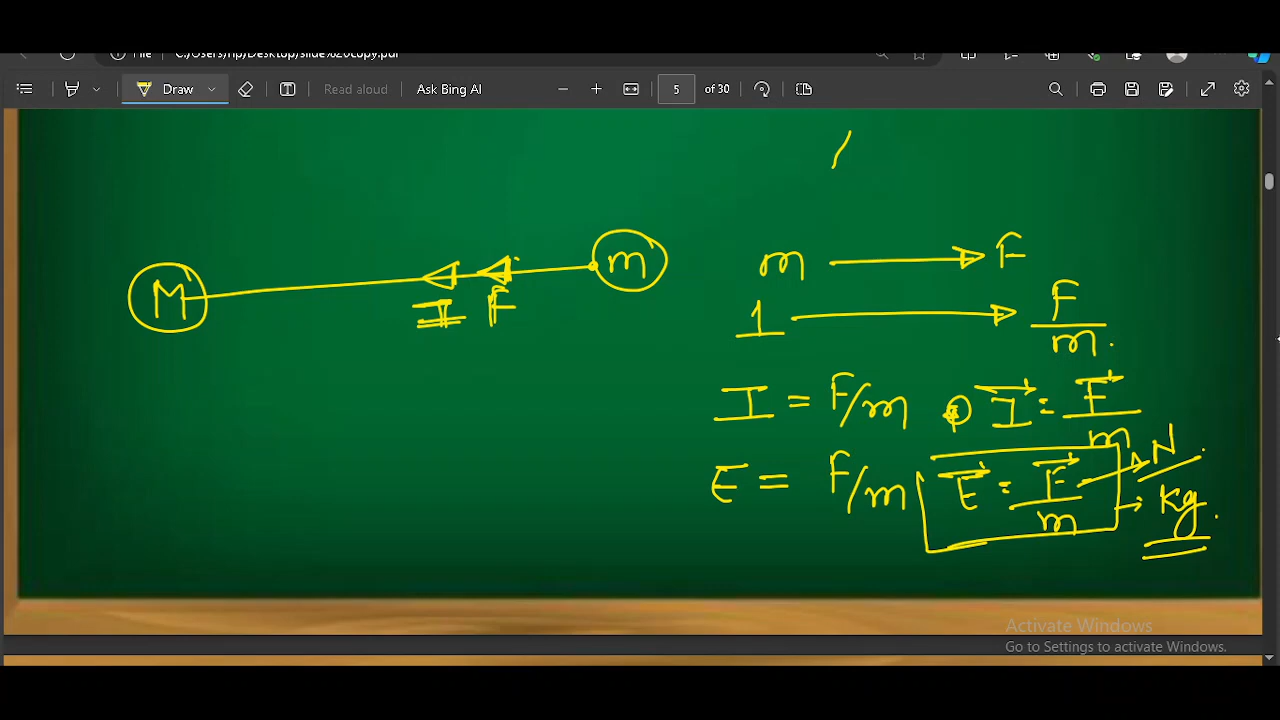 File C:/Users/hp/Desktop/slide%20copy.pdf
Draw Read aloud Ask Bing AI 5 of 30
M I F m
m → F
1 → F/m
I = F/m I⃗ = F⃗/m
E = F/m E⃗ = F⃗/m → N/kg
Activate Windows
Go to Settings to activate Windows.